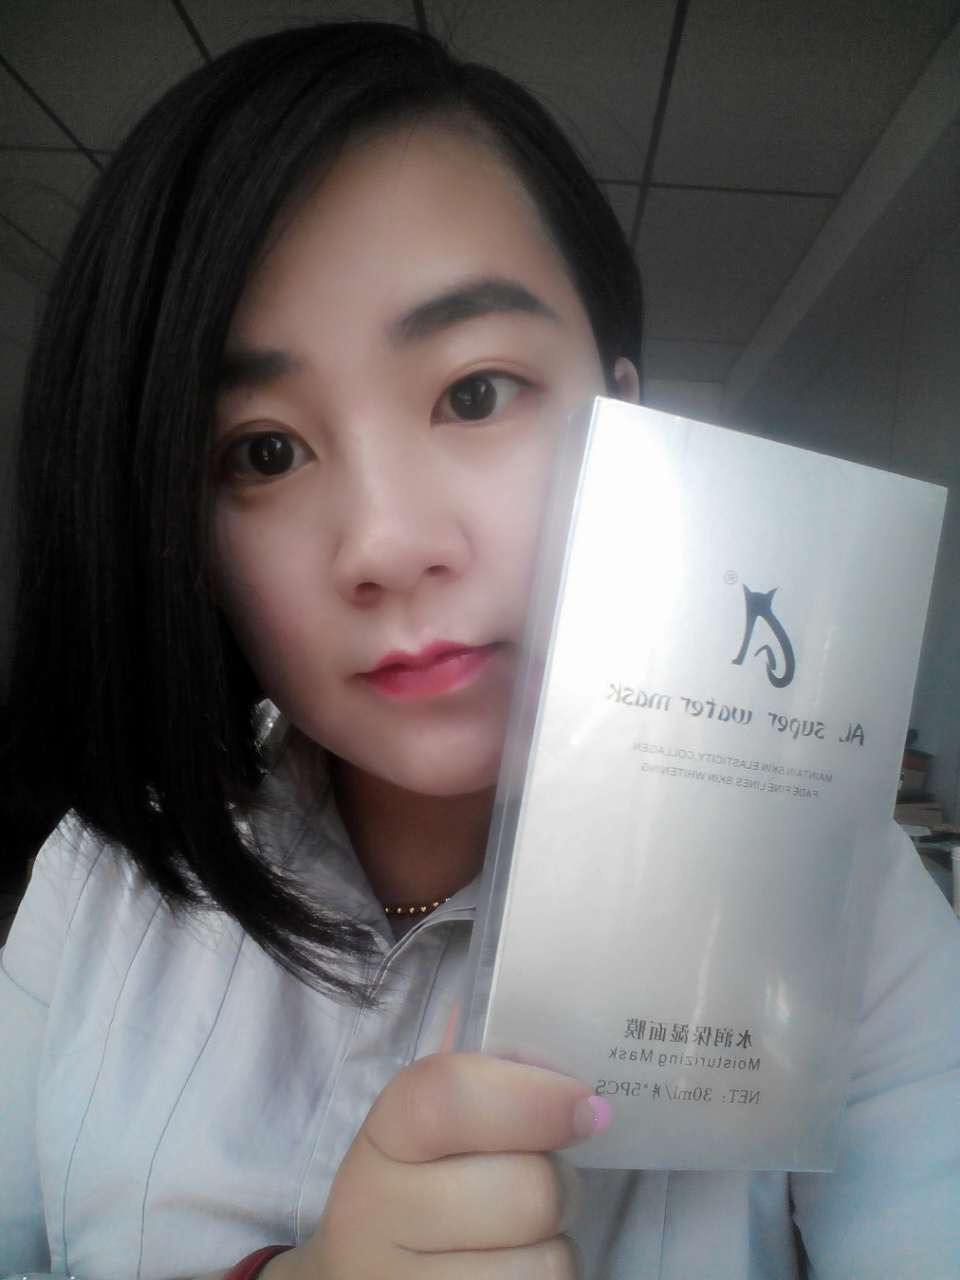 ®
AL super water mask
MAINTAIN SKIN ELASTICITY, COLLAGEN
FADE FINE LINES SKIN WHITENING
水润保湿面膜
Moisturizing Mask
NET: 30ml/片*5PCS